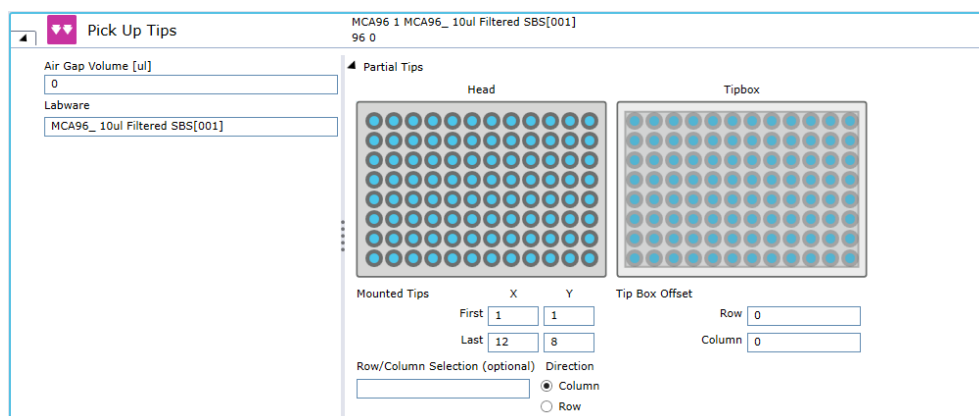 Pick Up Tips
MCA96 1 MCA96_ 10ul Filtered SBS[001]
96 0
Air Gap Volume [ul]
0
Labware
MCA96_ 10ul Filtered SBS[001]
Partial Tips
Head
Tipbox
Mounted Tips X Y
First 1 1
Last 12 8
Tip Box Offset
Row 0
Column 0
Row/Column Selection (optional)
Direction
Column
Row